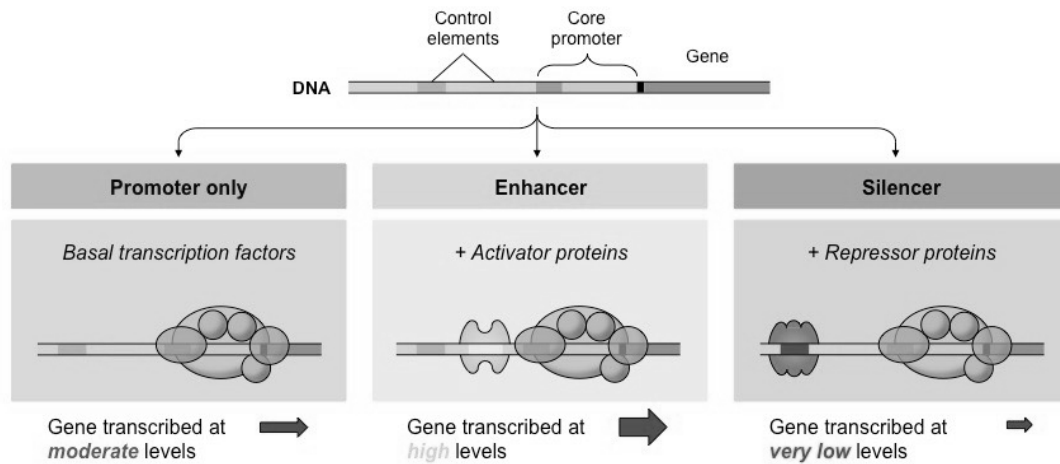 Control
elements
Core
promoter
Gene
DNA
Promoter only
Enhancer
Silencer
Basal transcription factors
+ Activator proteins
+ Repressor proteins
Gene transcribed at
moderate levels
Gene transcribed at
high levels
Gene transcribed at
very low levels